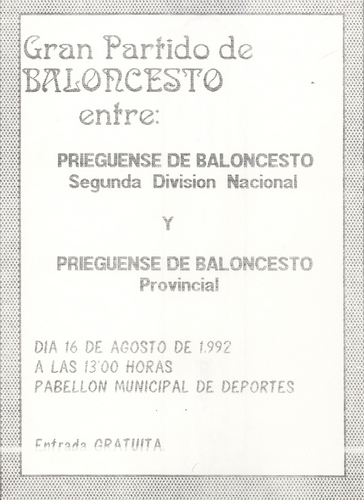 Gran Partido de
BALONCESTO
entre:
PRIEGUENSE DE BALONCESTO
Segunda Division Nacional
Y
PRIEGUENSE DE BALONCESTO
Provincial
DIA 16 DE AGOSTO DE 1.992
A LAS 13'00 HORAS
PABELLON MUNICIPAL DE DEPORTES
Entrada GRATUITA.